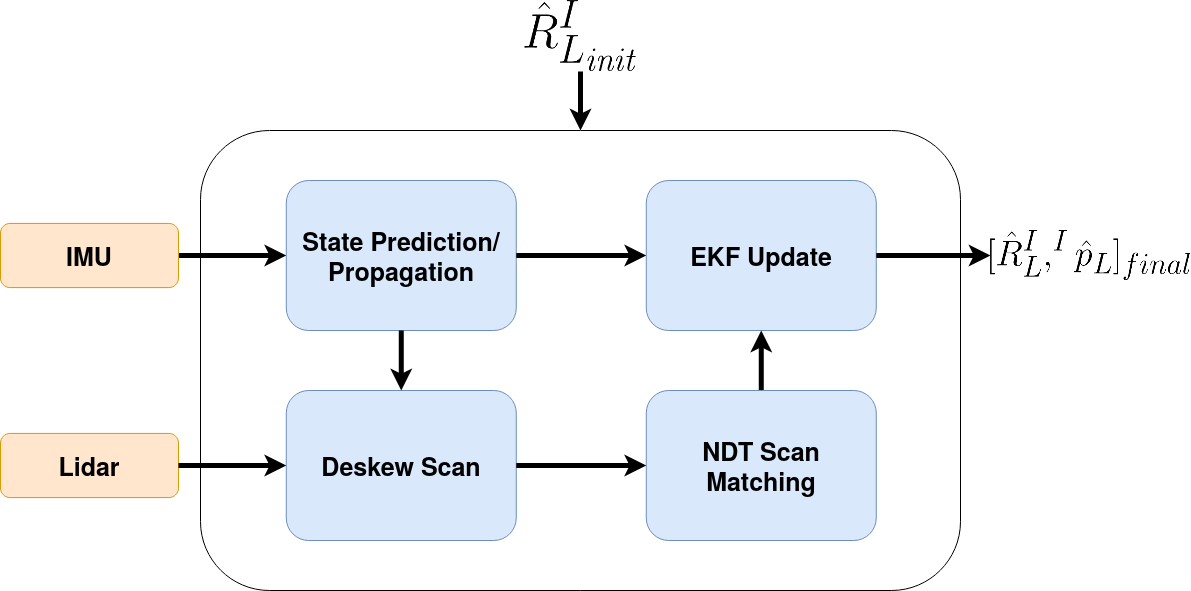 $\hat{R}^{I}_{L_{init}}$
IMU
State Prediction/
Propagation
EKF Update
$[\hat{R}^{I}_{L},{}^{I}\hat{p}_{L}]_{final}$
Lidar
Deskew Scan
NDT Scan
Matching